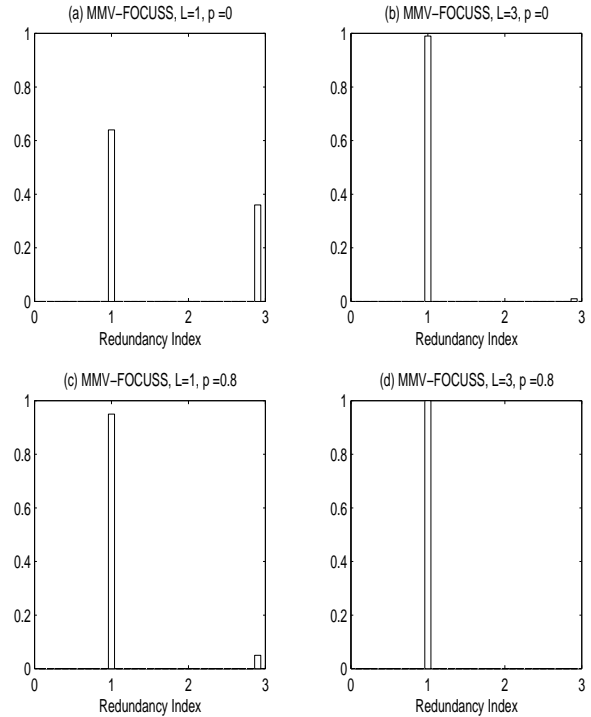 (a) MMV−FOCUSS, L=1, p =0
1
0.8
0.6
0.4
0.2
0
0 1 2 3
Redundancy Index
(b) MMV−FOCUSS, L=3, p =0
1
0.8
0.6
0.4
0.2
0
0 1 2 3
Redundancy Index
(c) MMV−FOCUSS, L=1, p =0.8
1
0.8
0.6
0.4
0.2
0
0 1 2 3
Redundancy Index
(d) MMV−FOCUSS, L=3, p =0.8
1
0.8
0.6
0.4
0.2
0
0 1 2 3
Redundancy Index